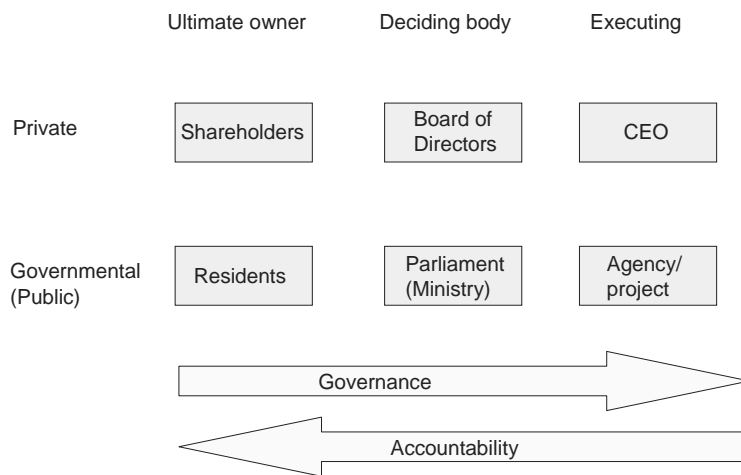 Ultimate owner Deciding body Executing
Private
Shareholders
Board of
Directors
CEO
Governmental
(Public)
Residents
Parliament
(Ministry)
Agency/
project
Governance
Accountability